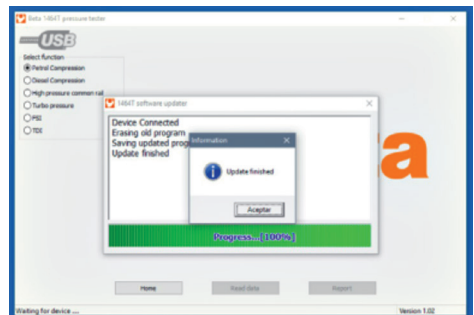 Beta 1464T pressure tester
USB
Select function
Petrol Compression
Diesel Compression
High pressure common rail
Turbo pressure
PSI
TDI
1464T software updater
Device Connected
Erasing old program
Saving updated prog
Update finished
Information
Update finished
Aceptar
Progress...[100%]
a
Home
Read data
Report
Waiting for device ....
Version 1.02